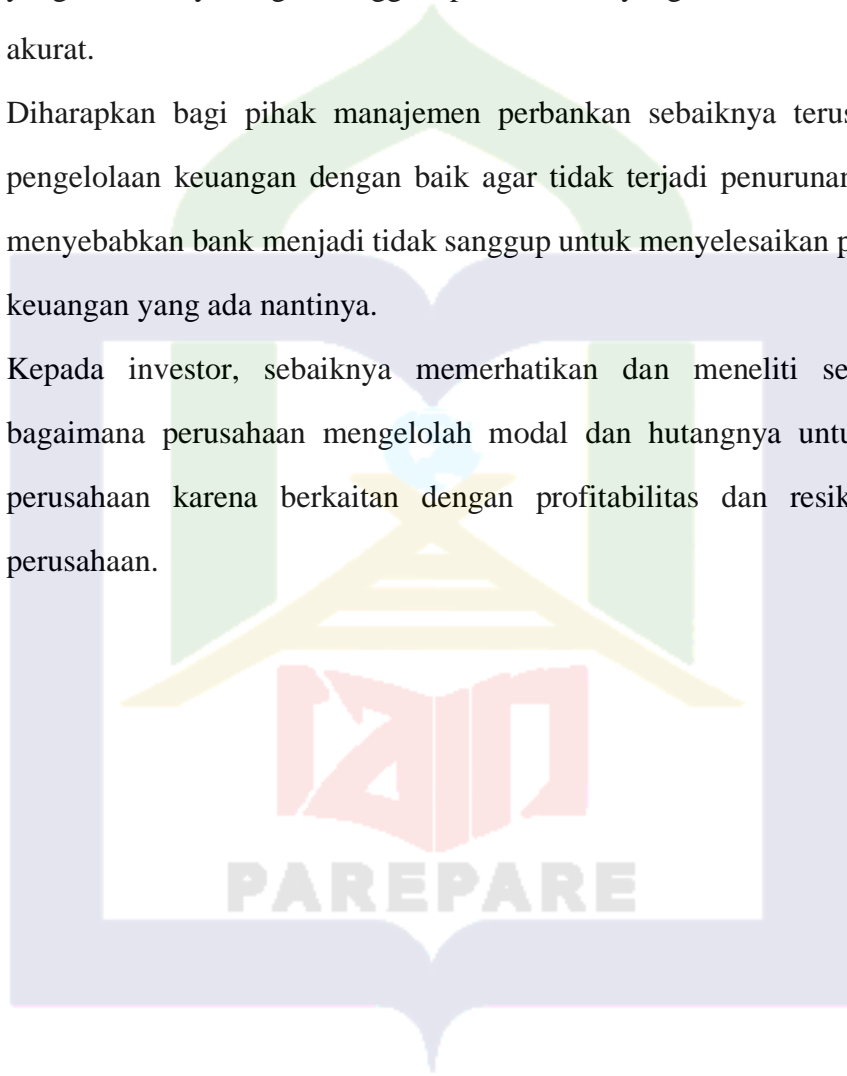 akurat.
Diharapkan bagi pihak manajemen perbankan sebaiknya terus
pengelolaan keuangan dengan baik agar tidak terjadi penurunan
menyebabkan bank menjadi tidak sanggup untuk menyelesaikan p
keuangan yang ada nantinya.
Kepada investor, sebaiknya memerhatikan dan meneliti se
bagaimana perusahaan mengelolah modal dan hutangnya untu
perusahaan karena berkaitan dengan profitabilitas dan resik
perusahaan.
iain
PAREPARE